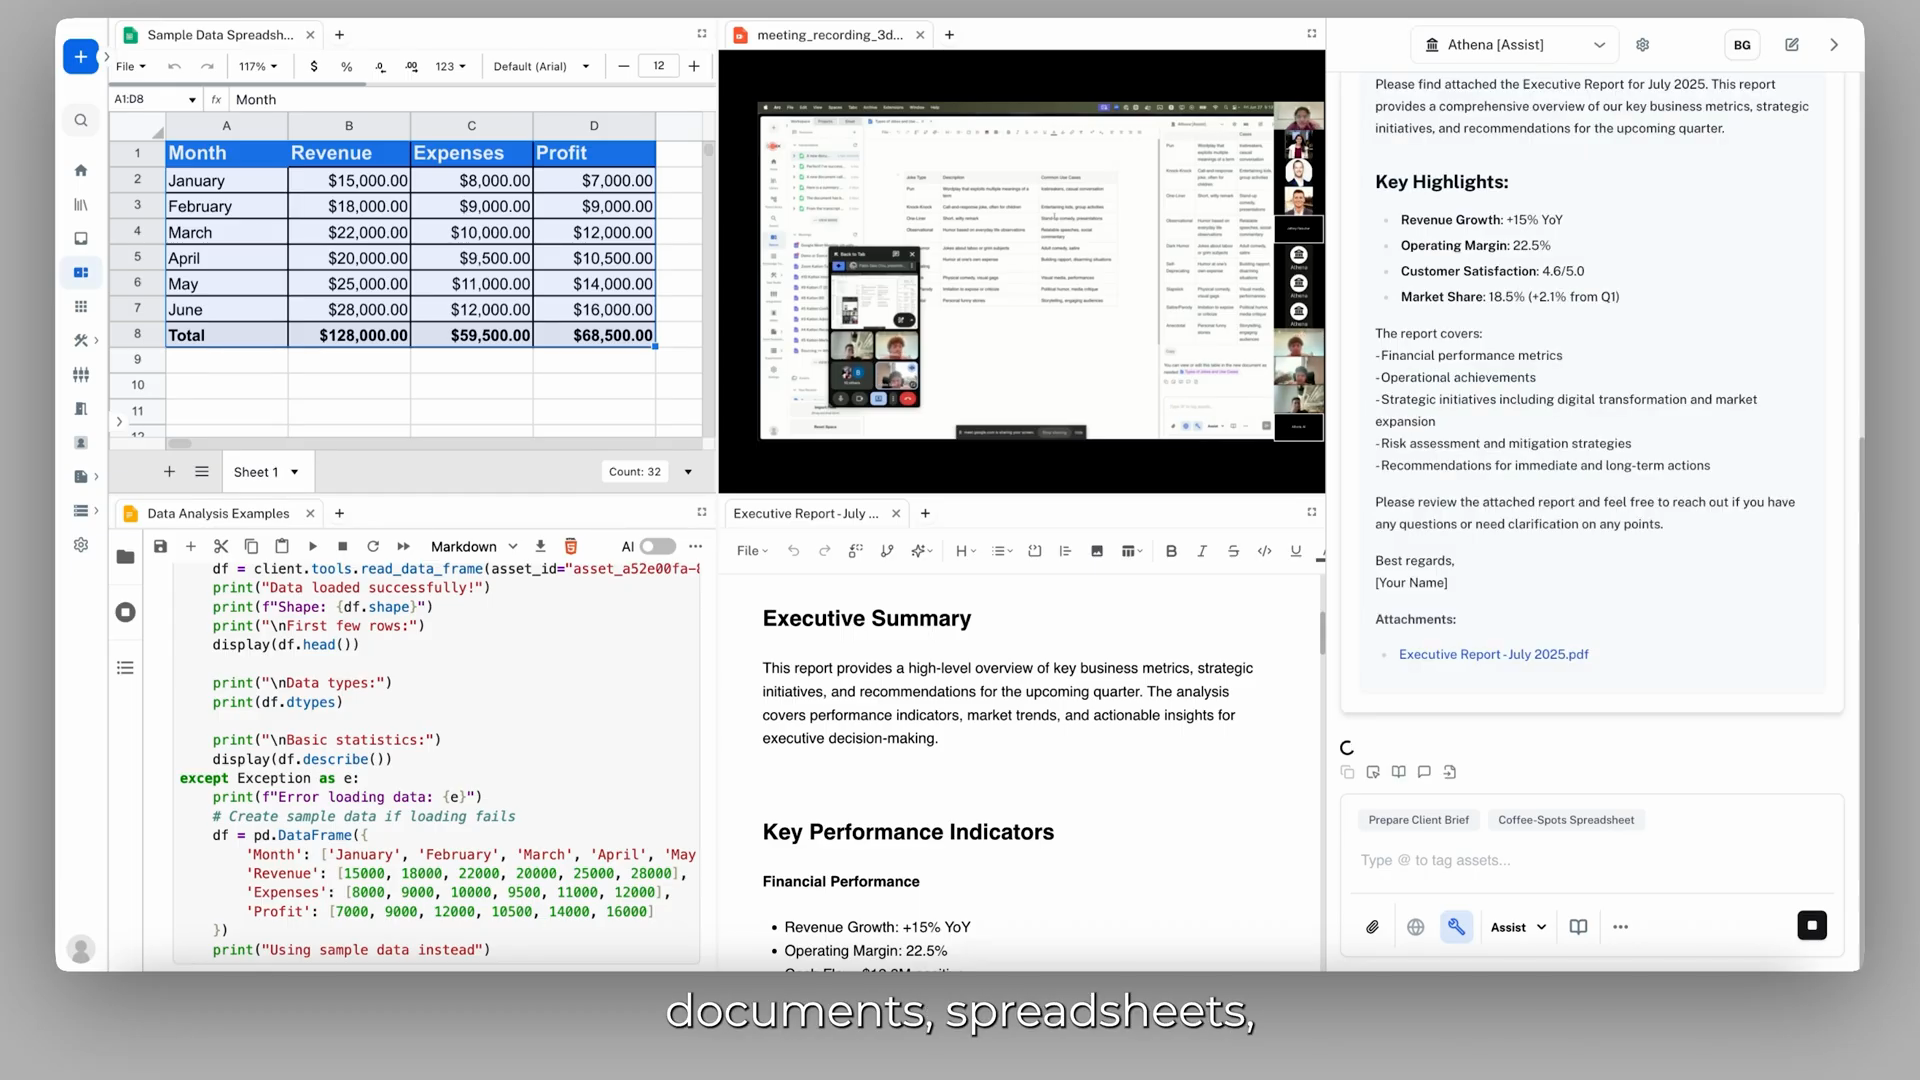 Sample Data Spreadsh...
File
117%
$
%
.0
.00
123
Default (Arial)
12
A1:D8
fx
Month
A B C D
1 Month Revenue Expenses Profit
2 January $15,000.00 $8,000.00 $7,000.00
3 February $18,000.00 $9,000.00 $9,000.00
4 March $22,000.00 $10,000.00 $12,000.00
5 April $20,000.00 $9,500.00 $10,500.00
6 May $25,000.00 $11,000.00 $14,000.00
7 June $28,000.00 $12,000.00 $16,000.00
8 Total $128,000.00 $59,500.00 $68,500.00
9
10
11
12
Sheet 1
Count: 32
meeting_recording_3d...
Back to Tab
Athena
Athena
Athena
Data Analysis Examples
Markdown
AI
df = client.tools.read_data_frame(asset_id="asset_a52e00fa-8
print("Data loaded successfully!")
print(f"Shape: {df.shape}")
print("\nFirst few rows:")
display(df.head())
print("\nData types:")
print(df.dtypes)
print("\nBasic statistics:")
display(df.describe())
except Exception as e:
print(f"Error loading data: {e}")
# Create sample data if loading fails
df = pd.DataFrame({
'Month': ['January', 'February', 'March', 'April', 'May
'Revenue': [15000, 18000, 22000, 20000, 25000, 28000],
'Expenses': [8000, 9000, 10000, 9500, 11000, 12000],
'Profit': [7000, 9000, 12000, 10500, 14000, 16000]
})
print("Using sample data instead")
Executive Report - July ...
File
H
B
I
S
U
Executive Summary
This report provides a high-level overview of key business metrics, strategic
initiatives, and recommendations for the upcoming quarter. The analysis
covers performance indicators, market trends, and actionable insights for
executive decision-making.
Key Performance Indicators
Financial Performance
• Revenue Growth: +15% YoY
• Operating Margin: 22.5%
Athena [Assist]
BG
Please find attached the Executive Report for July 2025. This report
provides a comprehensive overview of our key business metrics, strategic
initiatives, and recommendations for the upcoming quarter.
Key Highlights:
Revenue Growth: +15% YoY
Operating Margin: 22.5%
Customer Satisfaction: 4.6/5.0
Market Share: 18.5% (+2.1% from Q1)
The report covers:
- Financial performance metrics
- Operational achievements
- Strategic initiatives including digital transformation and market
expansion
- Risk assessment and mitigation strategies
- Recommendations for immediate and long-term actions
Please review the attached report and feel free to reach out if you have
any questions or need clarification on any points.
Best regards,
[Your Name]
Attachments:
Executive Report - July 2025.pdf
Prepare Client Brief
Coffee-Spots Spreadsheet
Type @ to tag assets...
Assist
documents, spreadsheets,